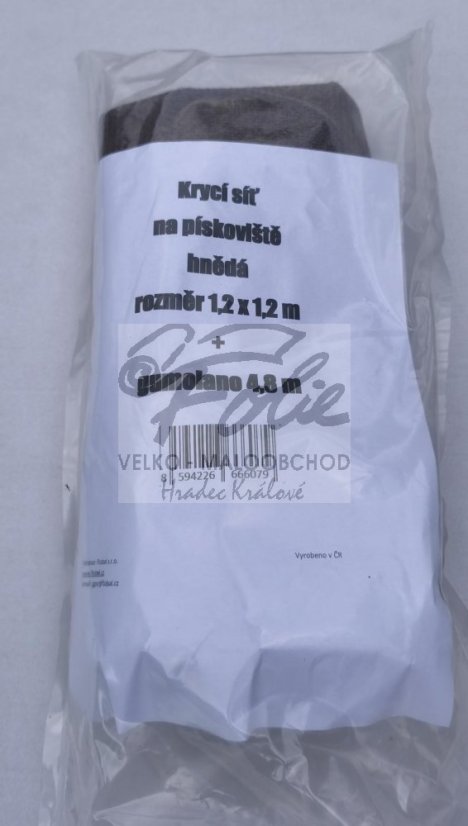 Krycí síť
na pískoviště
hnědá
rozměr 1,2 x 1,2 m
+
gumolano 4,8 m
Folie
VELKO - MALOOBCHOD
8 594226 666079
Hradec Králové
Vyrobeno v ČR